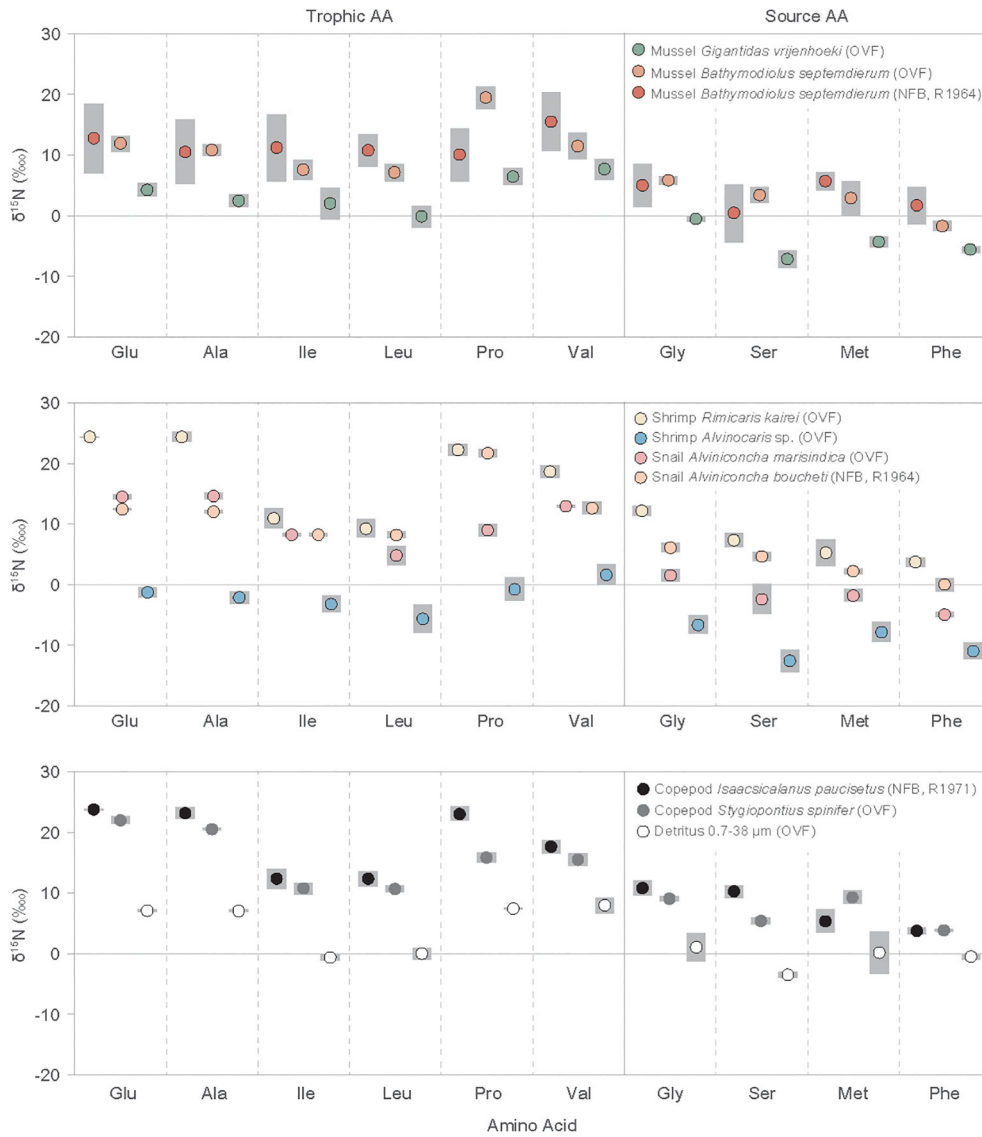 Trophic AA
Source AA
30
20
10
0
-10
-20
δ¹⁵N (‰)
Mussel Gigantidas vrijenhoeki (OVF)
Mussel Bathymodiolus septemdierum (OVF)
Mussel Bathymodiolus septemdierum (NFB, R1964)
Glu Ala Ile Leu Pro Val Gly Ser Met Phe
30
20
10
0
-10
-20
δ¹⁵N (‰)
Shrimp Rimicaris kairei (OVF)
Shrimp Alvinocaris sp. (OVF)
Snail Alviniconcha marisindica (OVF)
Snail Alviniconcha boucheti (NFB, R1964)
Glu Ala Ile Leu Pro Val Gly Ser Met Phe
30
20
10
0
-10
-20
δ¹⁵N (‰)
Copepod Isaacsicalanus paucisetus (NFB, R1971)
Copepod Stygiopontius spinifer (OVF)
Detritus 0.7-38 µm (OVF)
Glu Ala Ile Leu Pro Val Gly Ser Met Phe
Amino Acid